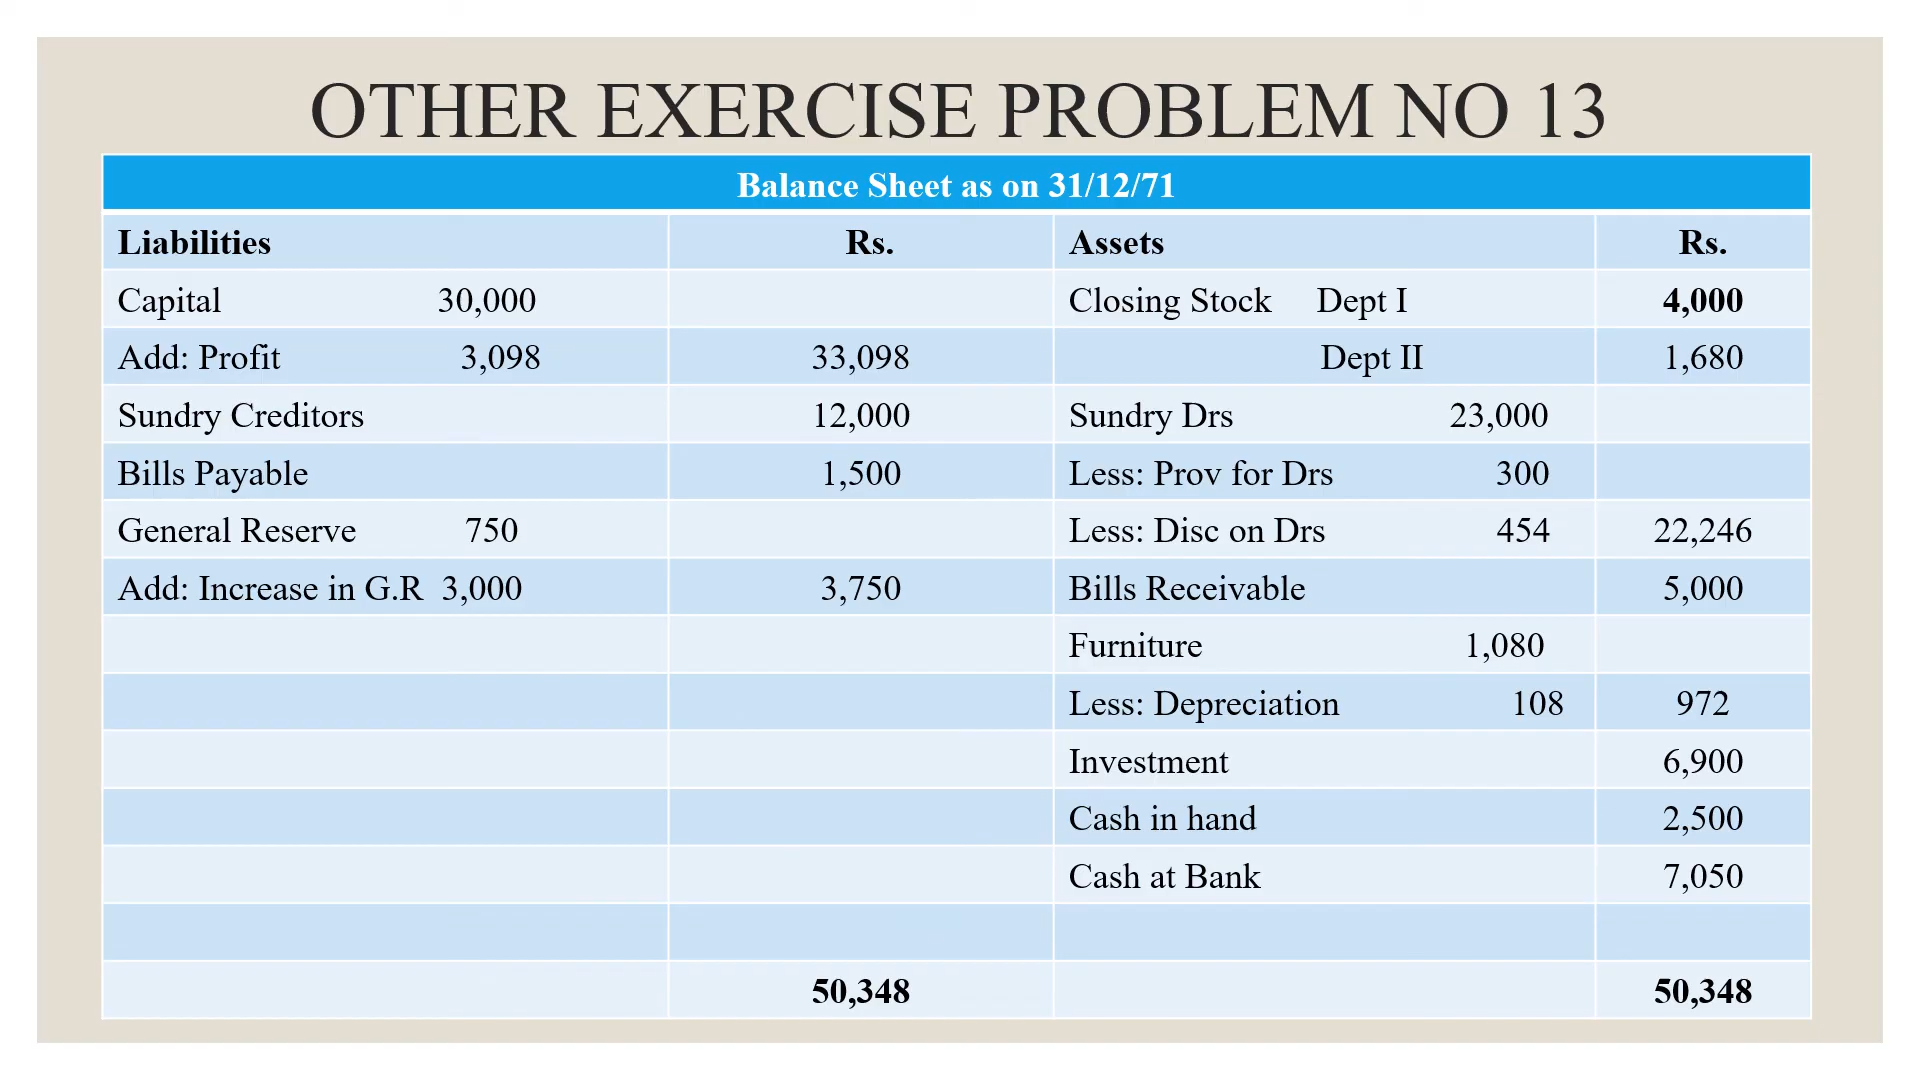 OTHER EXERCISE PROBLEM NO 13
Balance Sheet as on 31/12/71
Liabilities Rs. Assets Rs.
Capital 30,000 Closing Stock Dept I 4,000
Add: Profit 3,098 33,098 Dept II 1,680
Sundry Creditors 12,000 Sundry Drs 23,000
Bills Payable 1,500 Less: Prov for Drs 300
General Reserve 750 Less: Disc on Drs 454 22,246
Add: Increase in G.R 3,000 3,750 Bills Receivable 5,000
Furniture 1,080
Less: Depreciation 108 972
Investment 6,900
Cash in hand 2,500
Cash at Bank 7,050
50,348 50,348